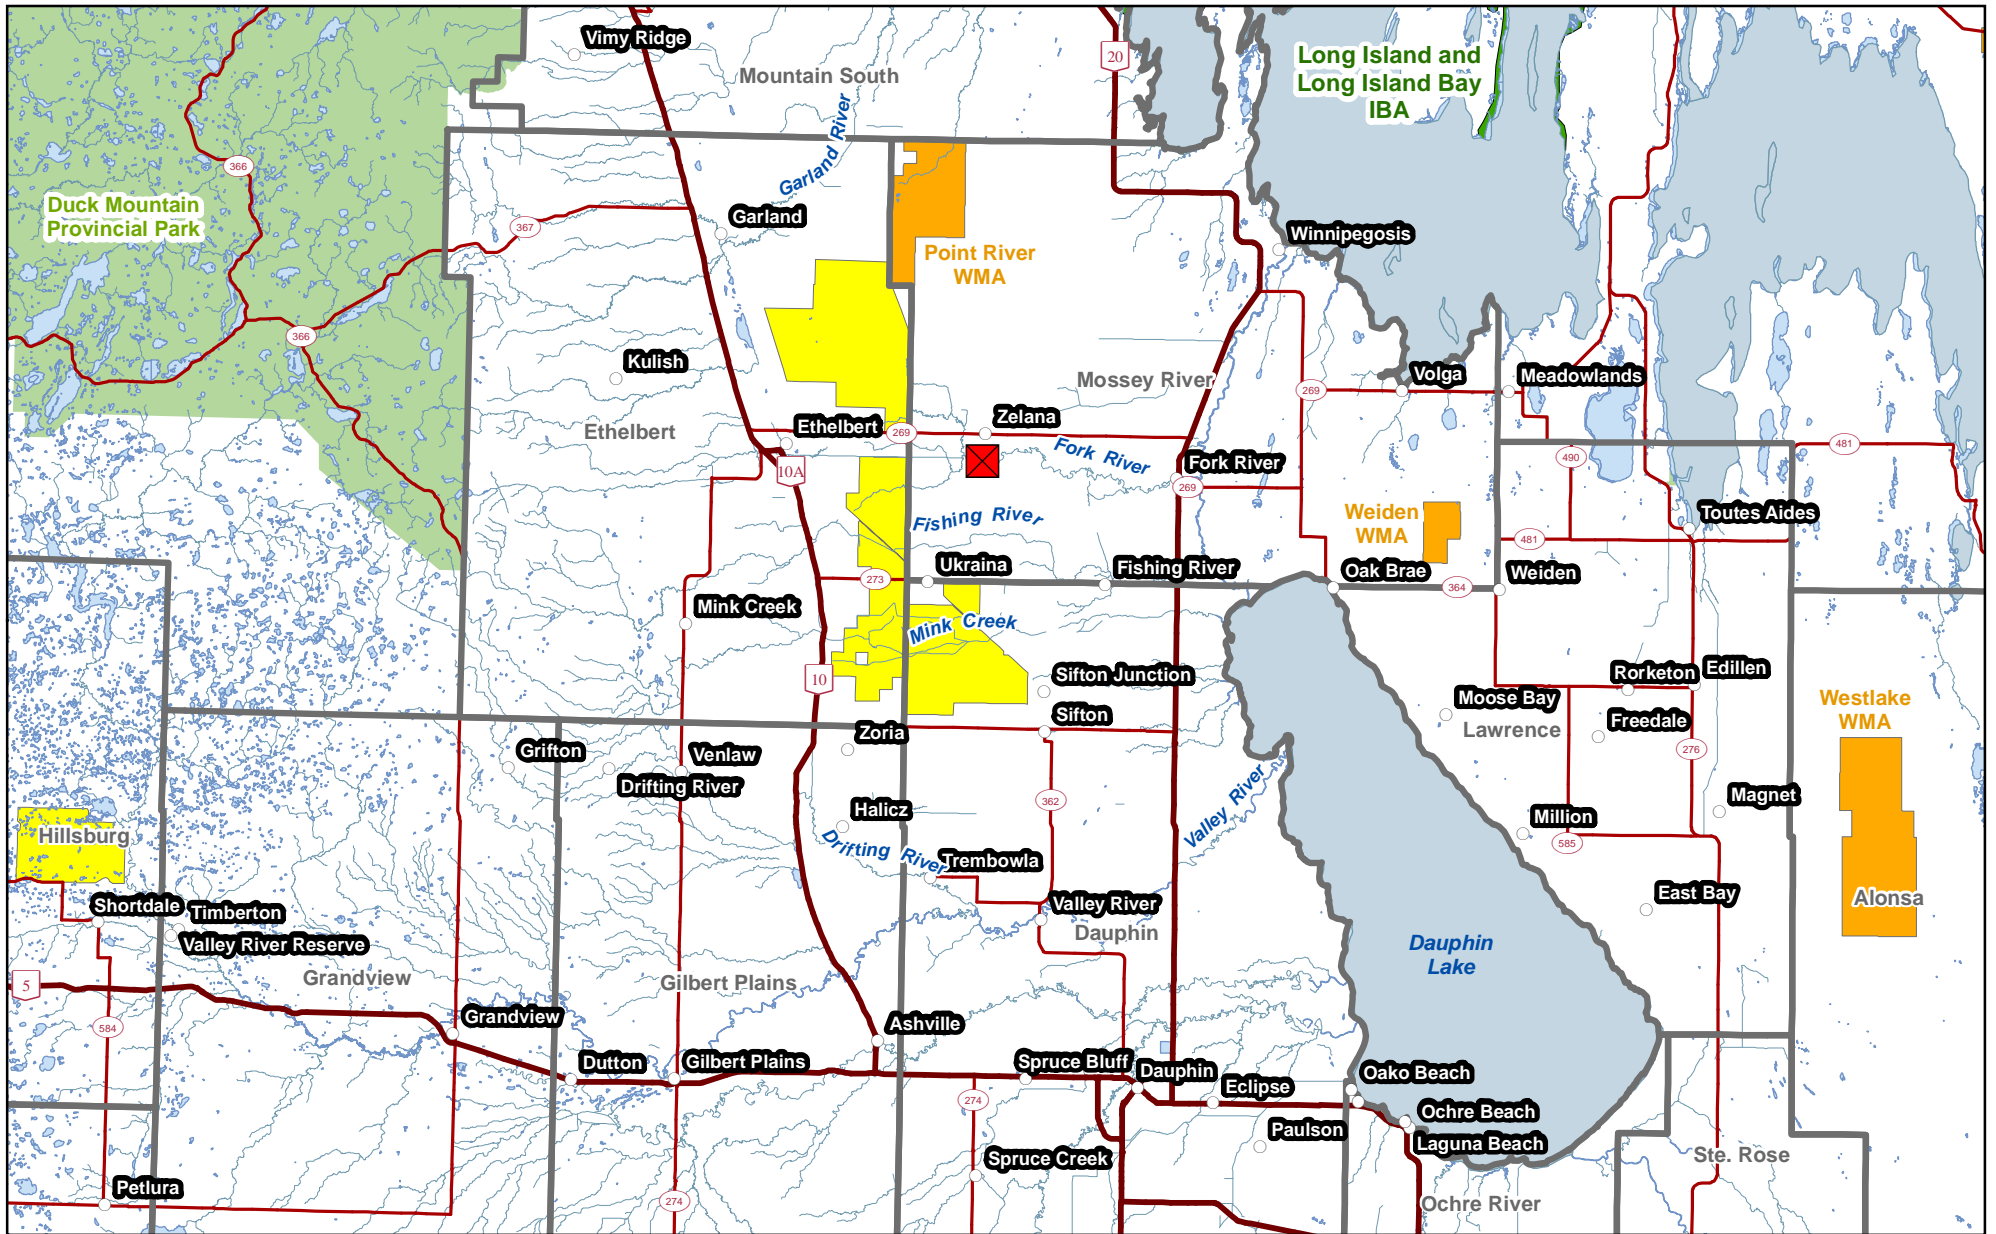 Vimy Ridge
Mountain South
20
Long Island and
Long Island Bay
IBA
Garland River
366
Duck Mountain
Provincial Park
367
Garland
Winnipegosis
Point River
WMA
366
Kulish
Mossey River
Volga
Meadowlands
269
Ethelbert
Ethelbert
269
Zelana
Fork River
Fork River
481
490
10A
269
Fishing River
Weiden
WMA
Toutes Aides
481
Ukraina
Fishing River
Oak Brae
Weiden
273
364
Mink Creek
Mink Creek
10
Sifton Junction
Rorketon
Edillen
Moose Bay
Westlake
WMA
Sifton
Lawrence
Freedale
Zoria
Grifton
Venlaw
276
Drifting River
Valley River
362
Magnet
Halicz
Million
Hillsburg
Drifting River
585
Trembowla
East Bay
Alonsa
Shortdale
Timberton
Valley River
Dauphin
Valley River Reserve
Dauphin
Lake
Grandview
Gilbert Plains
5
584
Grandview
Ashville
Dutton
Gilbert Plains
Spruce Bluff
Dauphin
Oako Beach
Eclipse
274
Ochre Beach
Paulson
Laguna Beach
Spruce Creek
Ste. Rose
Petlura
274
Ochre River